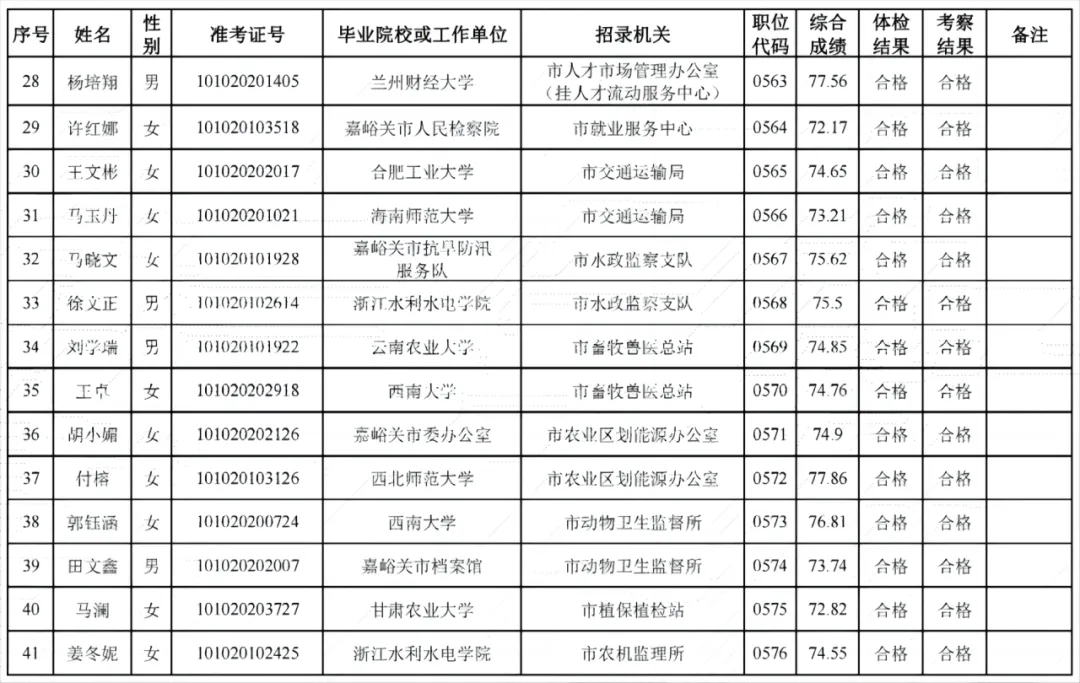 序号 姓名 性别 准考证号 毕业院校或工作单位 招录机关 职位代码 综合成绩 体检结果 考察结果 备注
28 杨培翔 男 101020201405 兰州财经大学 市人才市场管理办公室（挂人才流动服务中心） 0563 77.56 合格 合格
29 许红娜 女 101020103518 嘉峪关市人民检察院 市就业服务中心 0564 72.17 合格 合格
30 王文彬 女 101020202017 合肥工业大学 市交通运输局 0565 74.65 合格 合格
31 马玉丹 女 101020201021 海南师范大学 市交通运输局 0566 73.21 合格 合格
32 马晓文 女 101020101928 嘉峪关市抗旱防汛服务队 市水政监察支队 0567 75.62 合格 合格
33 徐文正 男 101020102614 浙江水利水电学院 市水政监察支队 0568 75.5 合格 合格
34 刘学瑞 男 101020101922 云南农业大学 市畜牧兽医总站 0569 74.85 合格 合格
35 王卓 女 101020202918 西南大学 市畜牧兽医总站 0570 74.76 合格 合格
36 胡小媚 女 101020202126 嘉峪关市委办公室 市农业区划能源办公室 0571 74.9 合格 合格
37 付榕 女 101020103126 西北师范大学 市农业区划能源办公室 0572 77.86 合格 合格
38 郭钰涵 女 101020200724 西南大学 市动物卫生监督所 0573 76.81 合格 合格
39 田文鑫 男 101020202007 嘉峪关市档案馆 市动物卫生监督所 0574 73.74 合格 合格
40 马澜 女 101020203727 甘肃农业大学 市植保植检站 0575 72.82 合格 合格
41 姜冬妮 女 101020102425 浙江水利水电学院 市农机监理所 0576 74.55 合格 合格